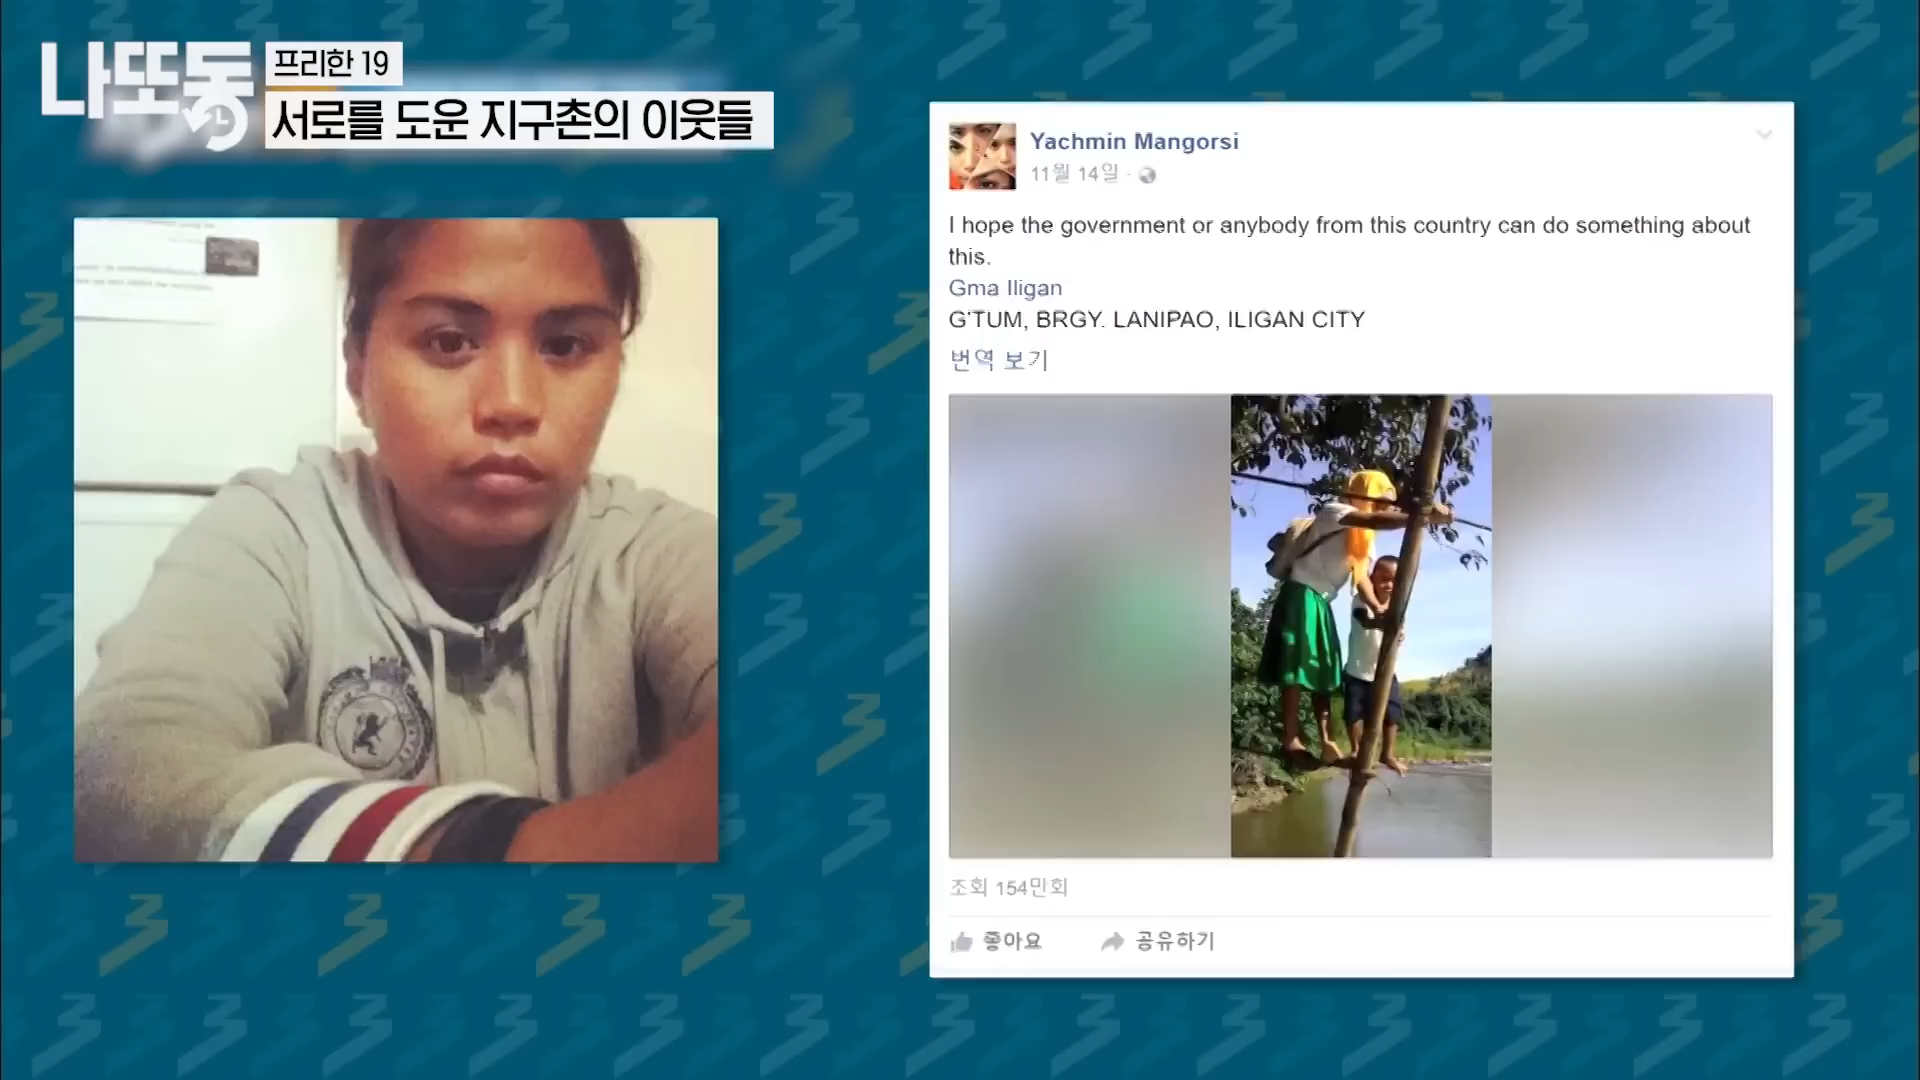 나또동
프리한 19
서로를 도운 지구촌의 이웃들
Yachmin Mangorsi
11월 14일 ·
I hope the government or anybody from this country can do something about
this.
Gma Iligan
G'TUM, BRGY. LANIPAO, ILIGAN CITY
번역 보기
조회 154만회
좋아요
공유하기